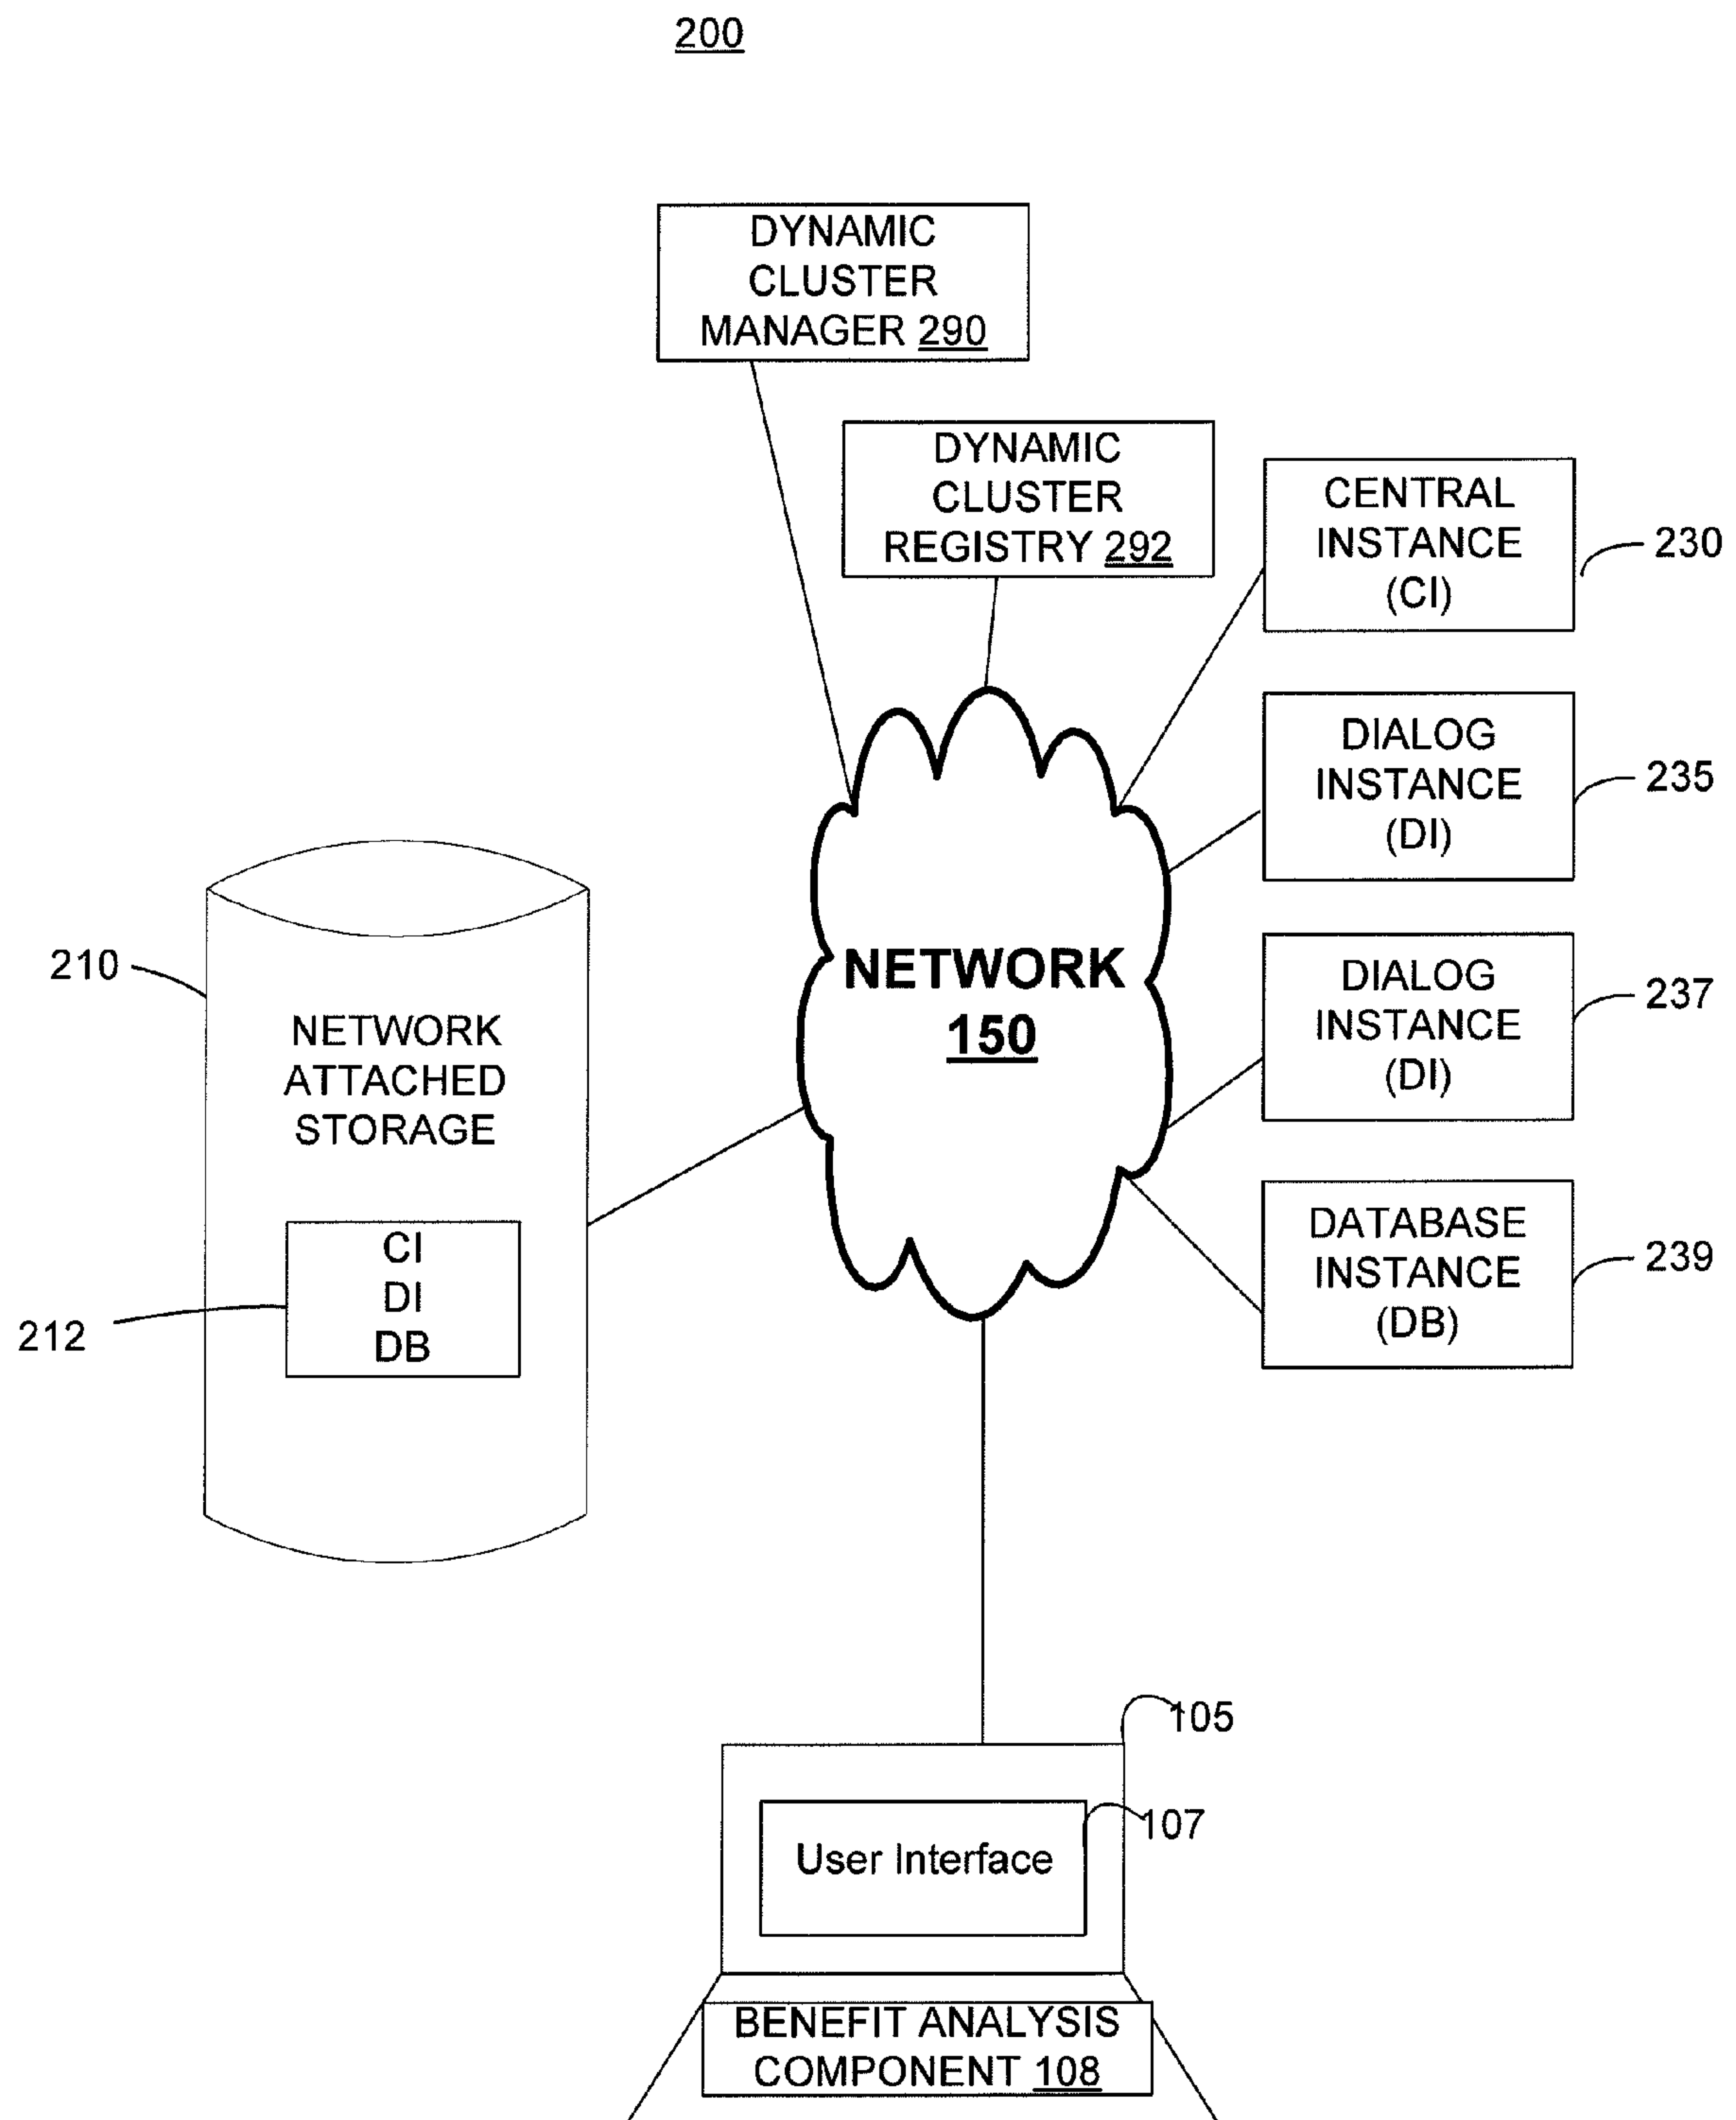 200
DYNAMIC
CLUSTER
MANAGER 290
DYNAMIC
CLUSTER
REGISTRY 292
CENTRAL
INSTANCE
(CI)
230
DIALOG
INSTANCE
(DI)
235
DIALOG
INSTANCE
(DI)
237
DATABASE
INSTANCE
(DB)
239
NETWORK
150
210
NETWORK
ATTACHED
STORAGE
CI
DI
DB
212
105
107
User Interface
BENEFIT ANALYSIS
COMPONENT 108